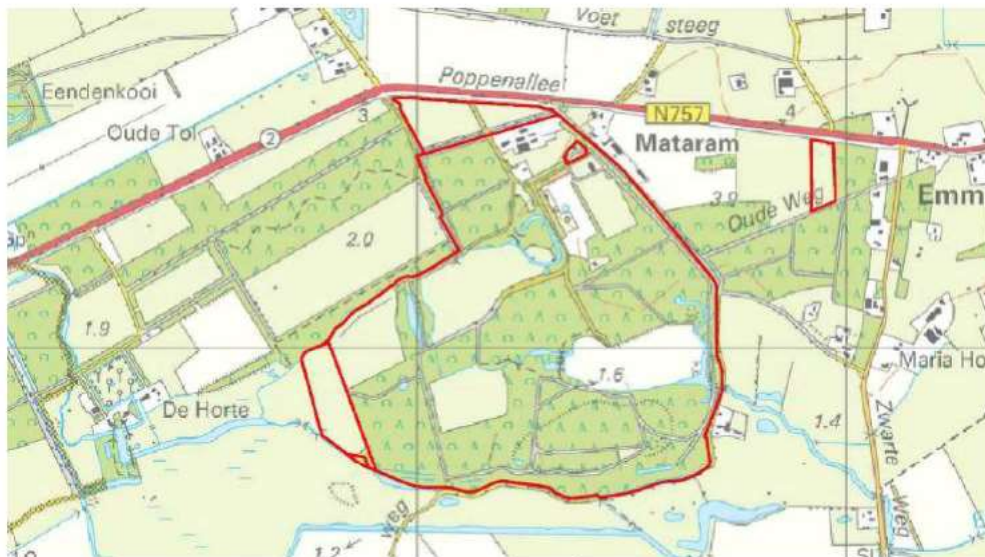 Voet
steeg
Poppenallee
Eendenkooi
N757
3
4
Oude Tol
2
Mataram
3.9
Oude Weg
Emm
2.0
1.9
De Horte
1.6
Maria Ho
1.4
Zwarte
Weg
weg
1.2